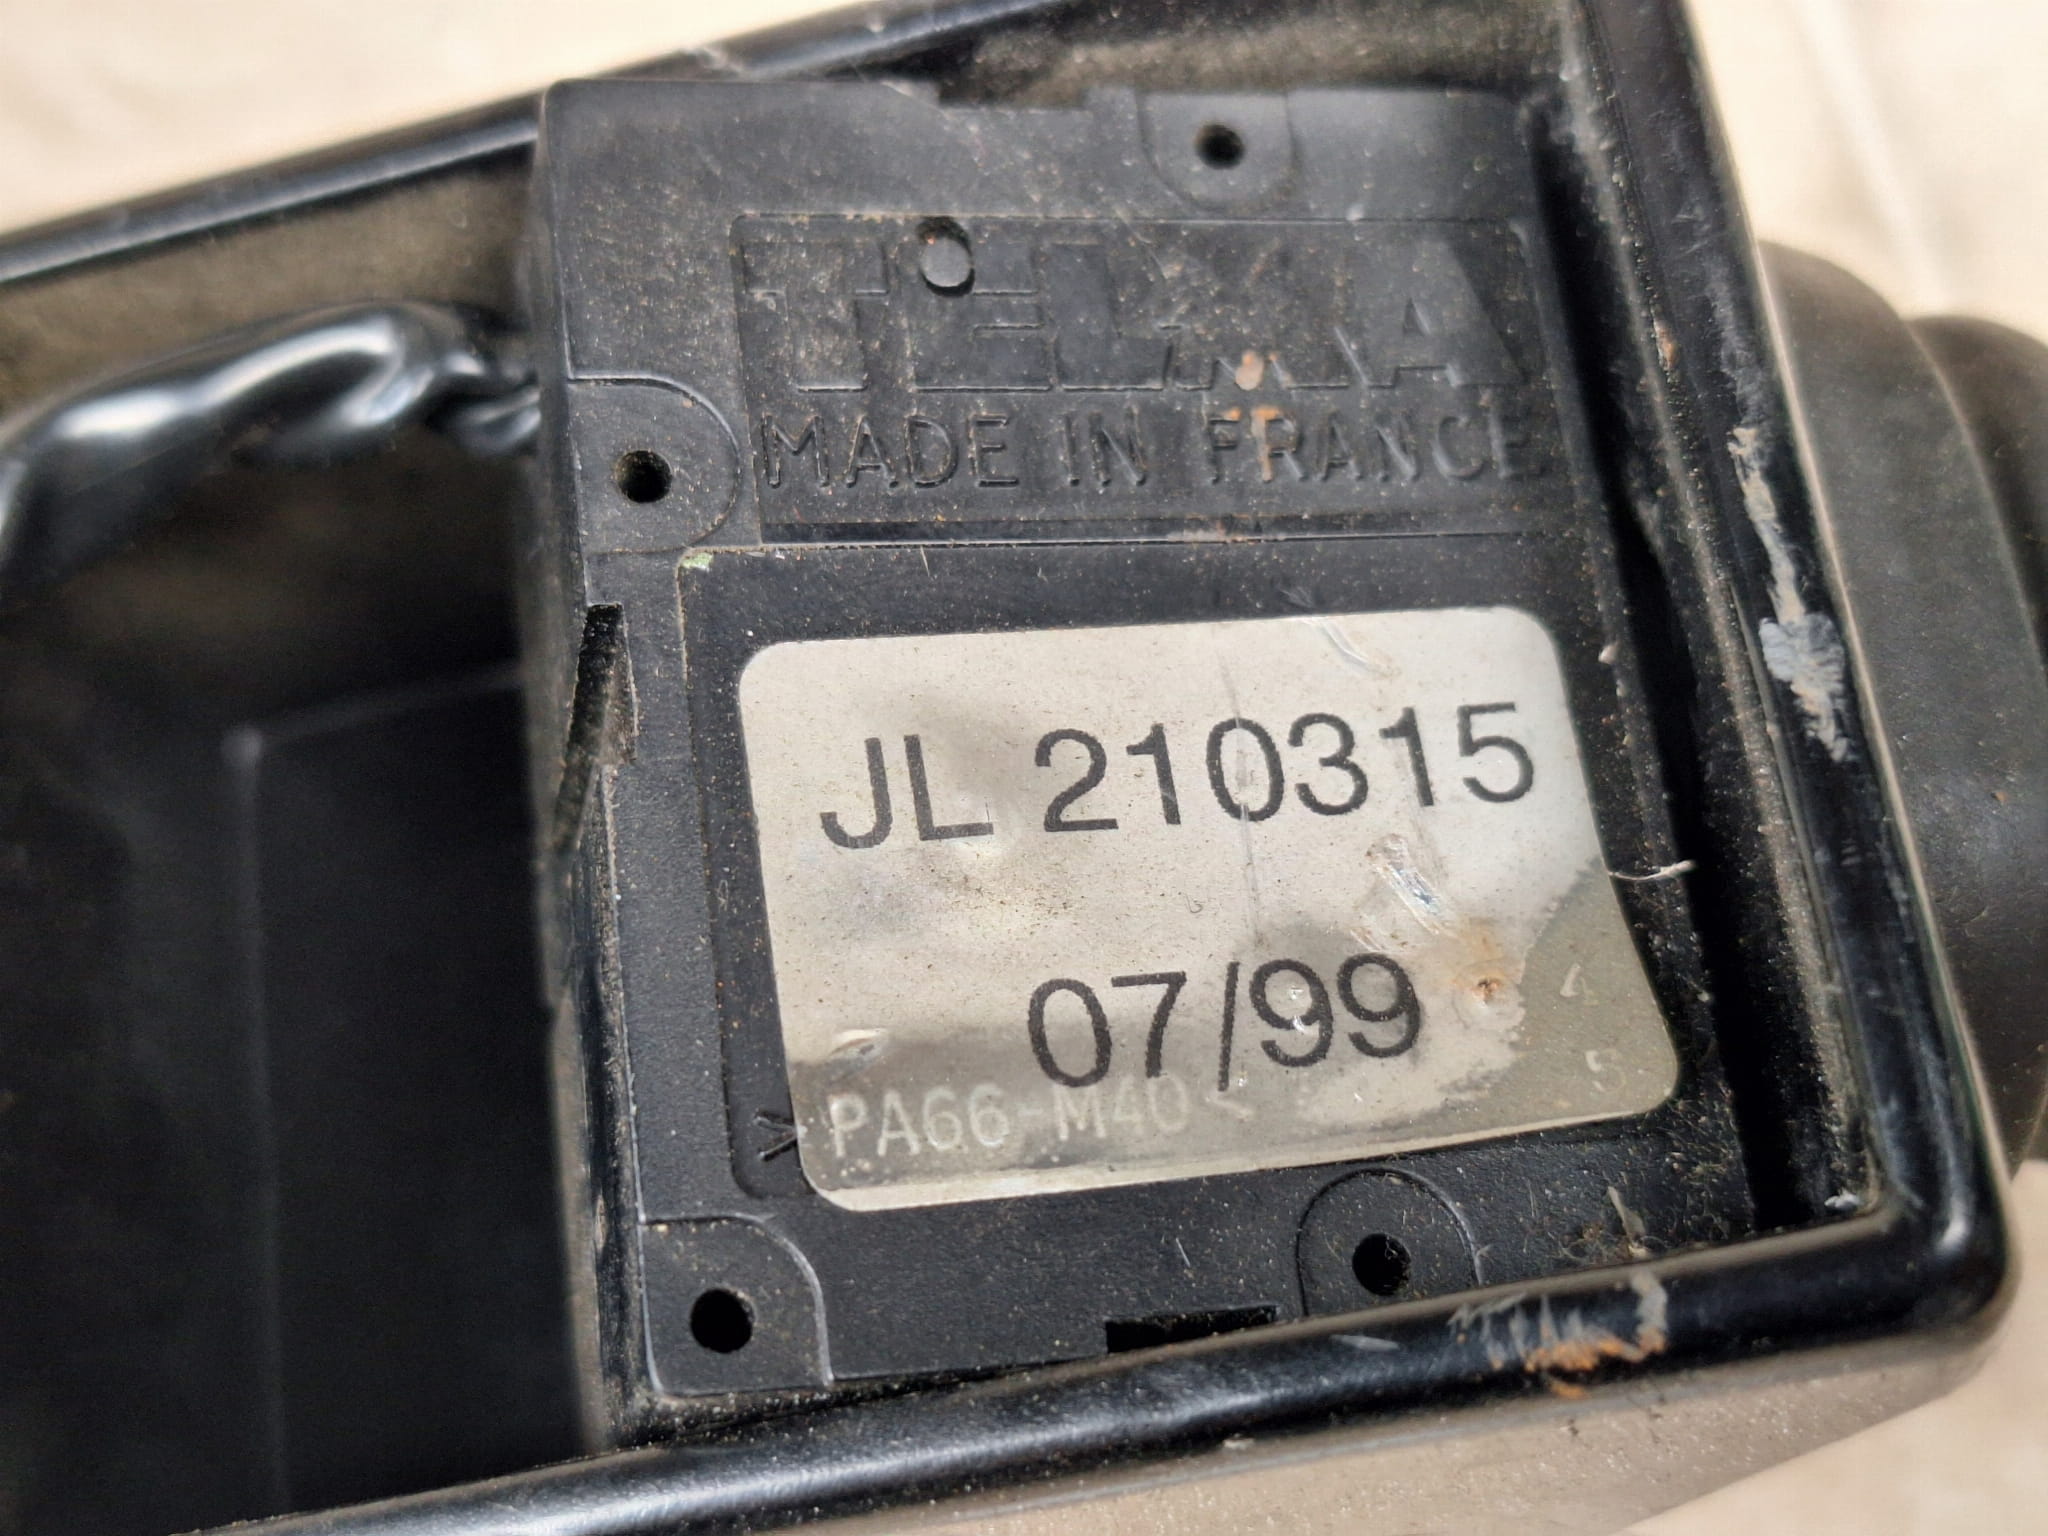 TELMA
MADE IN FRANCE
JL 210315
07/99
>PA66-M40<